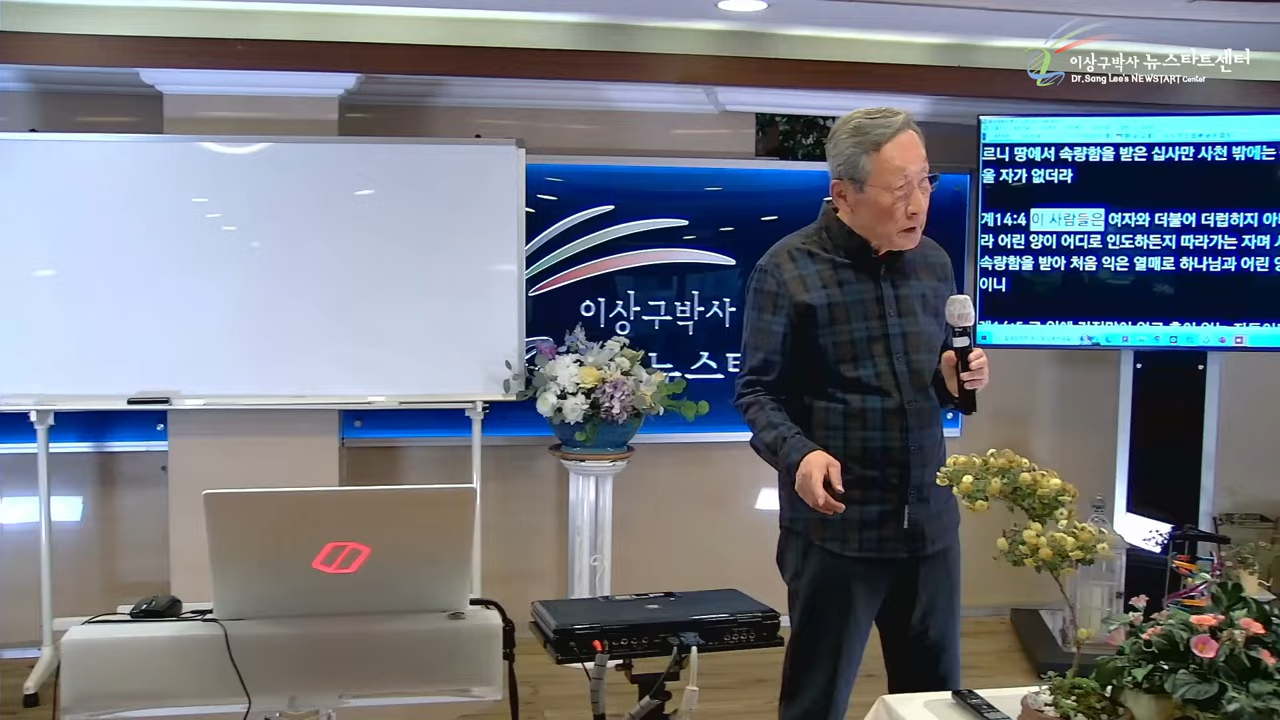 이상구박사 뉴스타트센터
Dr.Sang Lee's NEWSTART Center
르니 땅에서 속량함을 받은 십사만 사천 밖에는
울 자가 없더라
계14:4 이 사람들은 여자와 더불어 더럽히지
라 어린 양이 어디로 인도하든지 따라가는 자며
속량함을 받아 처음 익은 열매로 하나님과 어린
이니
이상구박사
뉴스타